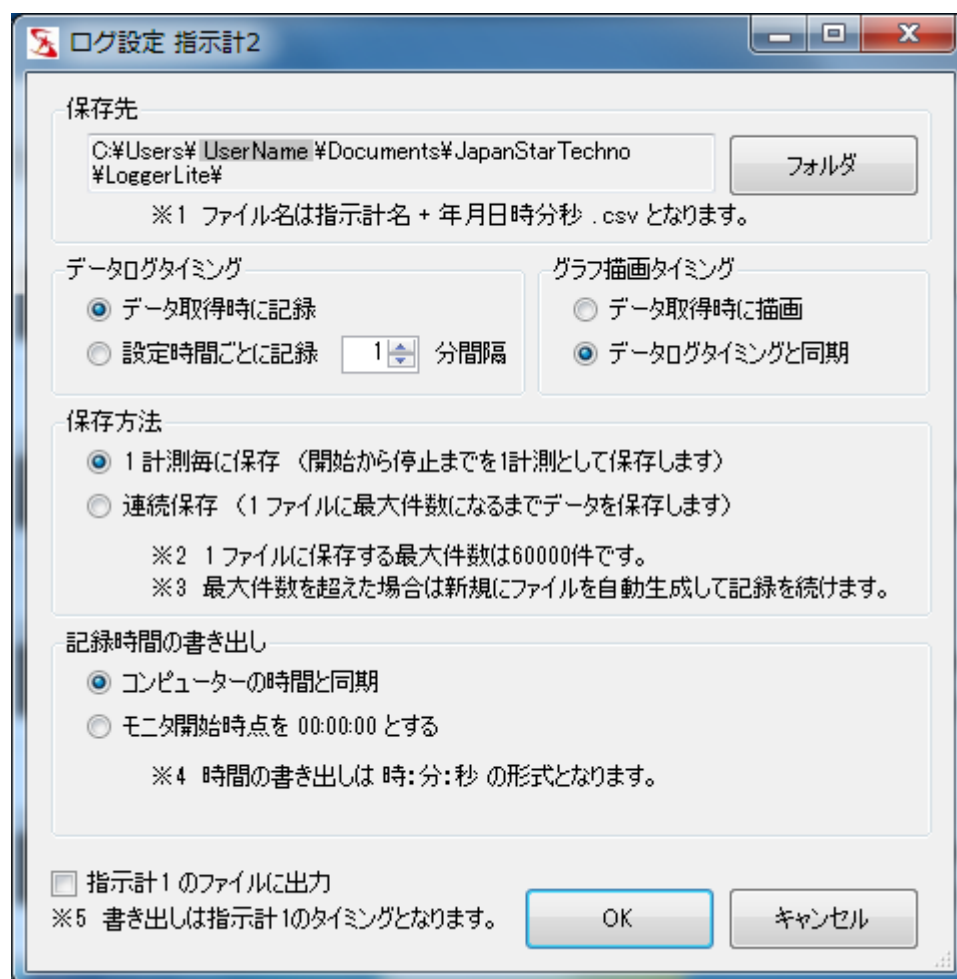 ログ設定 指示計2
保存先
C:¥Users¥ UserName ¥Documents¥JapanStarTechno
¥LoggerLite¥
フォルダ
※1 ファイル名は指示計名 + 年月日時分秒 . csv となります。
データログタイミング
データ取得時に記録
設定時間ごとに記録 1 分間隔
グラフ描画タイミング
データ取得時に描画
データログタイミングと同期
保存方法
1 計測毎に保存 (開始から停止までを1計測として保存します)
連続保存 (1 ファイルに最大件数になるまでデータを保存します)
※2 1 ファイルに保存する最大件数は60000件です。
※3 最大件数を超えた場合は新規にファイルを自動生成して記録を続けます。
記録時間の書き出し
コンピューターの時間と同期
モニタ開始時点を 00:00:00 とする
※4 時間の書き出しは 時:分:秒 の形式となります。
指示計1 のファイルに出力
※5 書き出しは指示計1のタイミングとなります。
OK
キャンセル